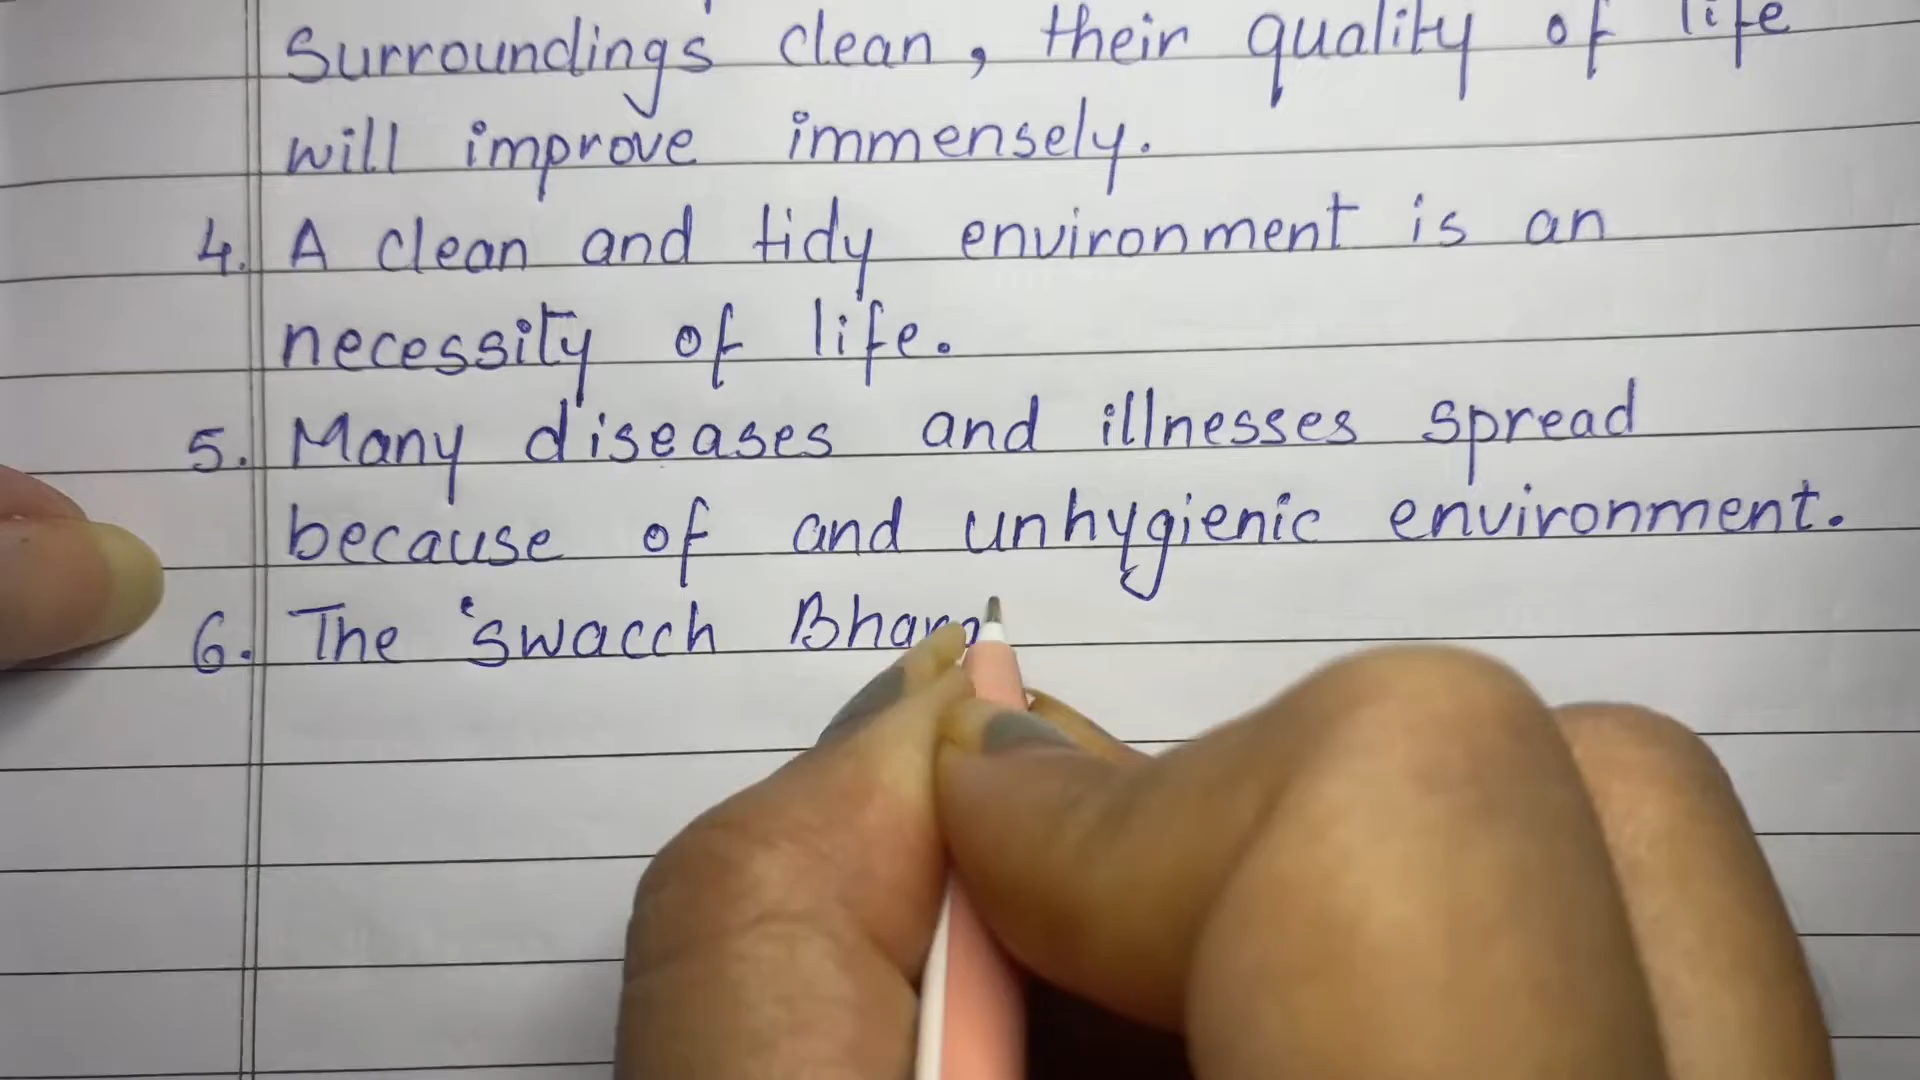 Surroundings clean, their quality of life
will improve immensely.
4. A clean and tidy environment is an
necessity of life.
5. Many diseases and illnesses spread
because of and unhygienic environment.
6. The 'swacch